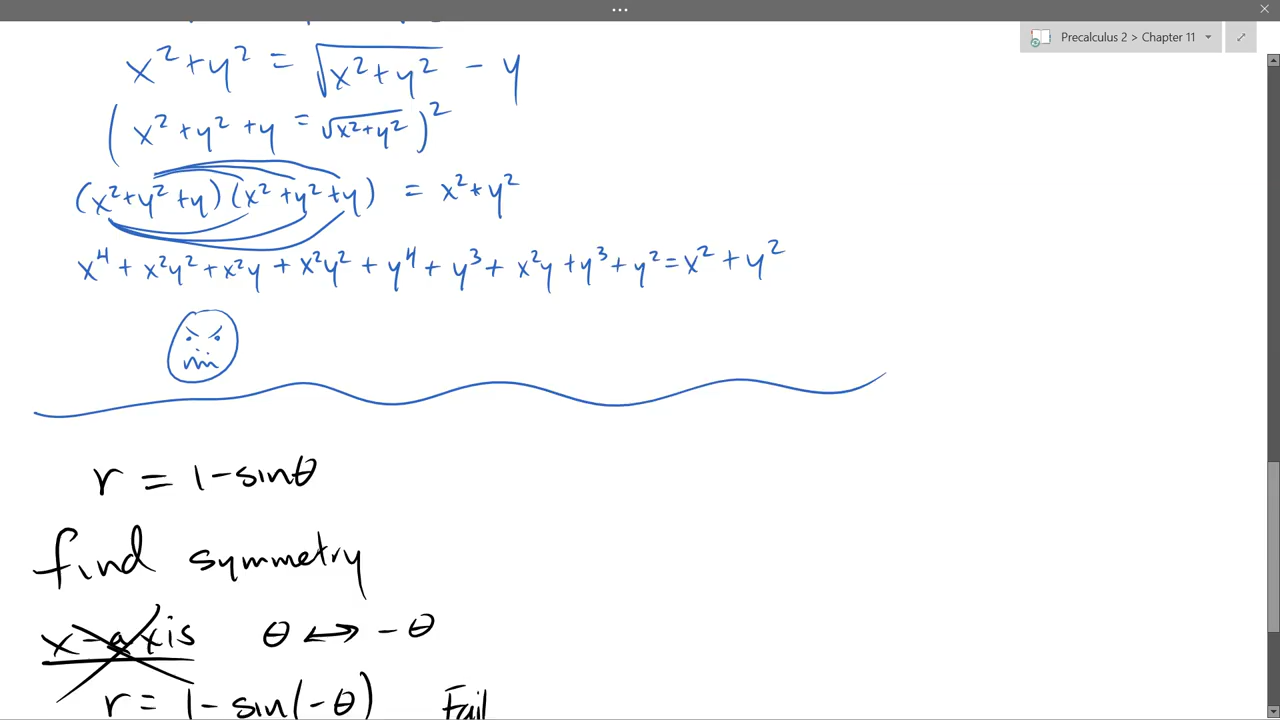 Precalculus 2 > Chapter 11
x² + y² = √(x² + y²) - y
(x² + y² + y = √(x² + y²))²
(x² + y² + y)(x² + y² + y) = x² + y²
x⁴ + x²y² + x²y + x²y² + y⁴ + y³ + x²y + y³ + y² = x² + y²
r = 1 - sinθ
find symmetry
x-axis θ ↔ -θ
r = 1 - sin(-θ) Fail